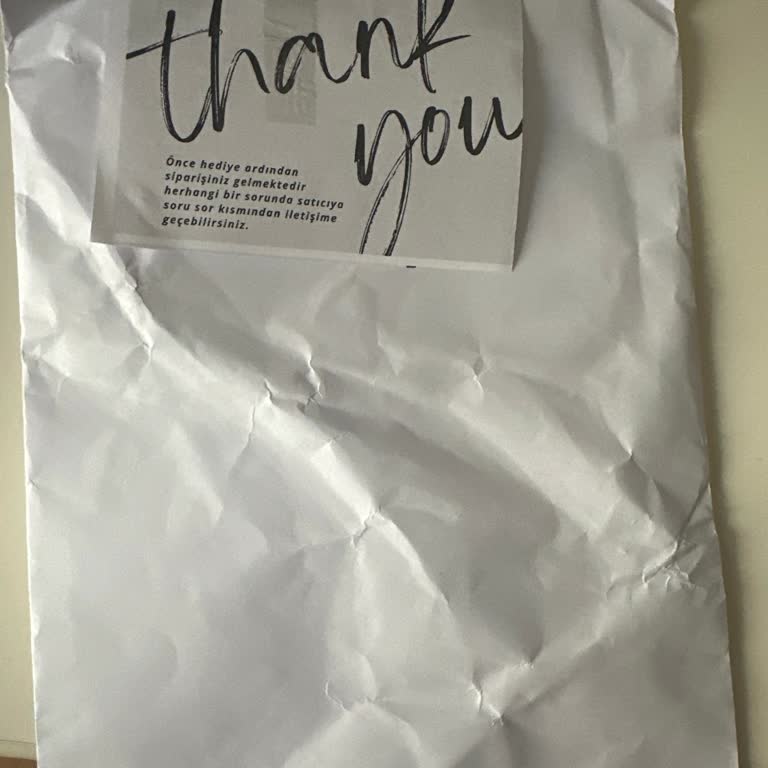 thank
you
Önce hediye ardından
siparişiniz gelmektedir
herhangi bir sorunda satıcıya
soru sor kısmından iletişime
geçebilirsiniz.